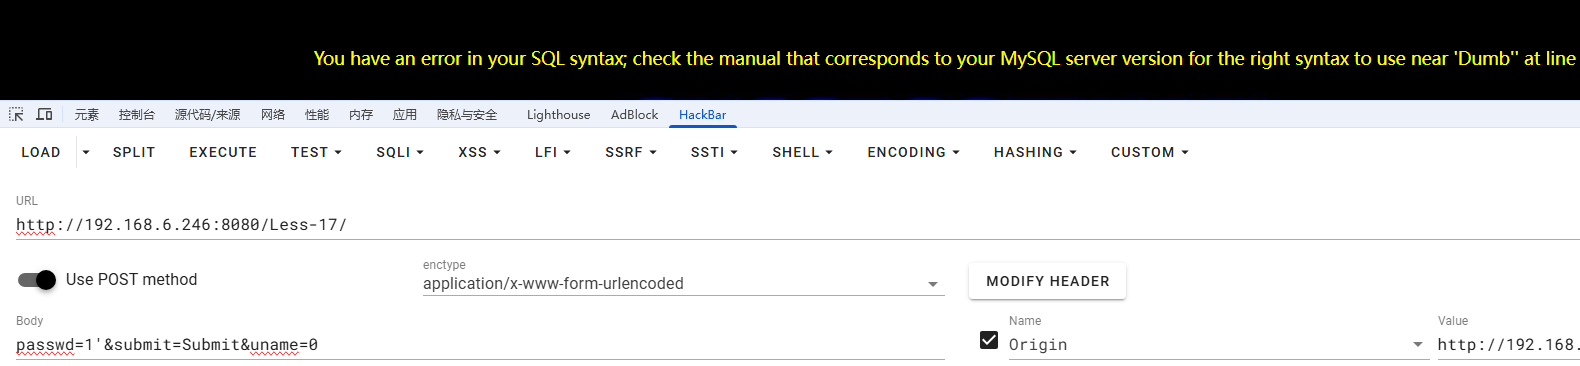 You have an error in your SQL syntax; check the manual that corresponds to your MySQL server version for the right syntax to use near 'Dumb'' at line
元素 控制台 源代码/来源 网络 性能 内存 应用 隐私与安全 Lighthouse AdBlock HackBar
LOAD SPLIT EXECUTE TEST SQLI XSS LFI SSRF SSTI SHELL ENCODING HASHING CUSTOM
URL
http://192.168.6.246:8080/Less-17/
Use POST method
enctype
application/x-www-form-urlencoded
MODIFY HEADER
Body
passwd=1'&submit=Submit&uname=0
Name
Origin
Value
http://192.168.